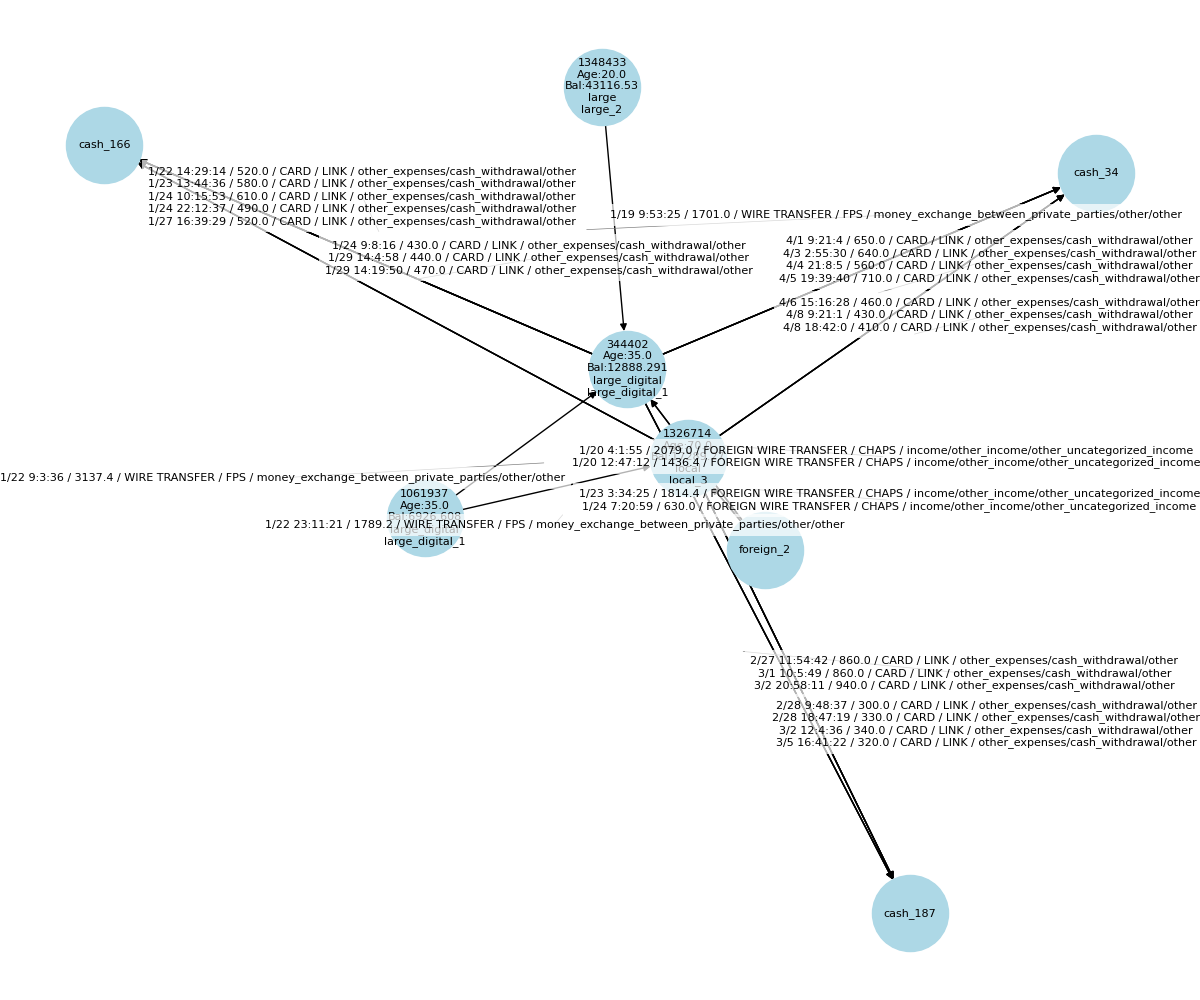 1348433
Age:20.0
Bal:43116.53
large
large_2
cash_166
cash_34
1/22 14:29:14 / 520.0 / CARD / LINK / other_expenses/cash_withdrawal/other
1/23 13:44:36 / 580.0 / CARD / LINK / other_expenses/cash_withdrawal/other
1/24 10:15:53 / 610.0 / CARD / LINK / other_expenses/cash_withdrawal/other
1/24 22:12:37 / 490.0 / CARD / LINK / other_expenses/cash_withdrawal/other
1/27 16:39:29 / 520.0 / CARD / LINK / other_expenses/cash_withdrawal/other
1/19 9:53:25 / 1701.0 / WIRE TRANSFER / FPS / money_exchange_between_private_parties/other/other
1/24 9:8:16 / 430.0 / CARD / LINK / other_expenses/cash_withdrawal/other
1/29 14:4:58 / 440.0 / CARD / LINK / other_expenses/cash_withdrawal/other
1/29 14:19:50 / 470.0 / CARD / LINK / other_expenses/cash_withdrawal/other
4/1 9:21:4 / 650.0 / CARD / LINK / other_expenses/cash_withdrawal/other
4/3 2:55:30 / 640.0 / CARD / LINK / other_expenses/cash_withdrawal/other
4/4 21:8:5 / 560.0 / CARD / LINK / other_expenses/cash_withdrawal/other
4/5 19:39:40 / 710.0 / CARD / LINK / other_expenses/cash_withdrawal/other
4/6 15:16:28 / 460.0 / CARD / LINK / other_expenses/cash_withdrawal/other
4/8 9:21:1 / 430.0 / CARD / LINK / other_expenses/cash_withdrawal/other
4/8 18:42:0 / 410.0 / CARD / LINK / other_expenses/cash_withdrawal/other
344402
Age:35.0
Bal:12888.291
large_digital
large_digital_1
1326714
Age:70.0
local
local_3
1/20 4:1:55 / 2079.0 / FOREIGN WIRE TRANSFER / CHAPS / income/other_income/other_uncategorized_income
1/20 12:47:12 / 1436.4 / FOREIGN WIRE TRANSFER / CHAPS / income/other_income/other_uncategorized_income
1/22 9:3:36 / 3137.4 / WIRE TRANSFER / FPS / money_exchange_between_private_parties/other/other
1/23 3:34:25 / 1814.4 / FOREIGN WIRE TRANSFER / CHAPS / income/other_income/other_uncategorized_income
1/24 7:20:59 / 630.0 / FOREIGN WIRE TRANSFER / CHAPS / income/other_income/other_uncategorized_income
1061937
Age:35.0
large_digital
large_digital_1
1/22 23:11:21 / 1789.2 / WIRE TRANSFER / FPS / money_exchange_between_private_parties/other/other
foreign_2
2/27 11:54:42 / 860.0 / CARD / LINK / other_expenses/cash_withdrawal/other
3/1 10:5:49 / 860.0 / CARD / LINK / other_expenses/cash_withdrawal/other
3/2 20:58:11 / 940.0 / CARD / LINK / other_expenses/cash_withdrawal/other
2/28 9:48:37 / 300.0 / CARD / LINK / other_expenses/cash_withdrawal/other
2/28 18:47:19 / 330.0 / CARD / LINK / other_expenses/cash_withdrawal/other
3/2 12:4:36 / 340.0 / CARD / LINK / other_expenses/cash_withdrawal/other
3/5 16:41:22 / 320.0 / CARD / LINK / other_expenses/cash_withdrawal/other
cash_187